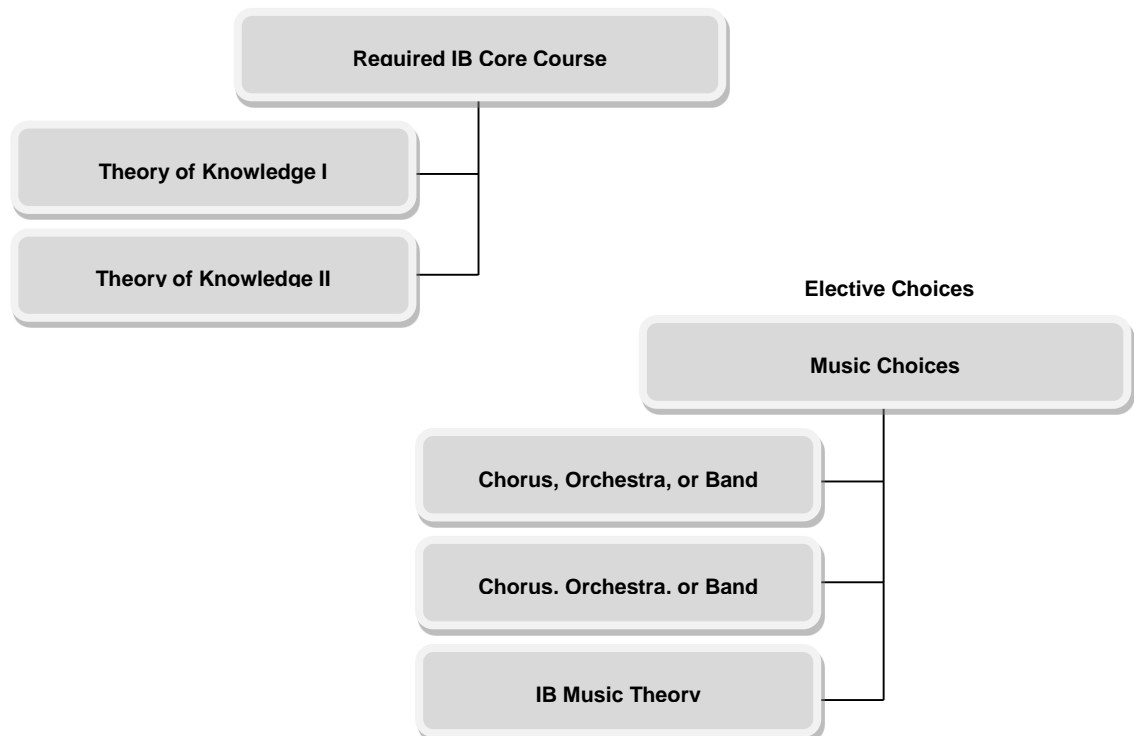 Required IB Core Course
Theory of Knowledge I
Theory of Knowledge II
Elective Choices
Music Choices
Chorus, Orchestra, or Band
Chorus, Orchestra, or Band
IB Music Theory